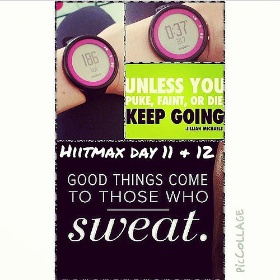 186
0:37
UNLESS YOU
PUKE, FAINT, OR DIE
KEEP GOING
JILLIAN MICHAELS
HIITMAX DAY 11 & 12
GOOD THINGS COME
TO THOSE WHO
sweat.
PicCollage